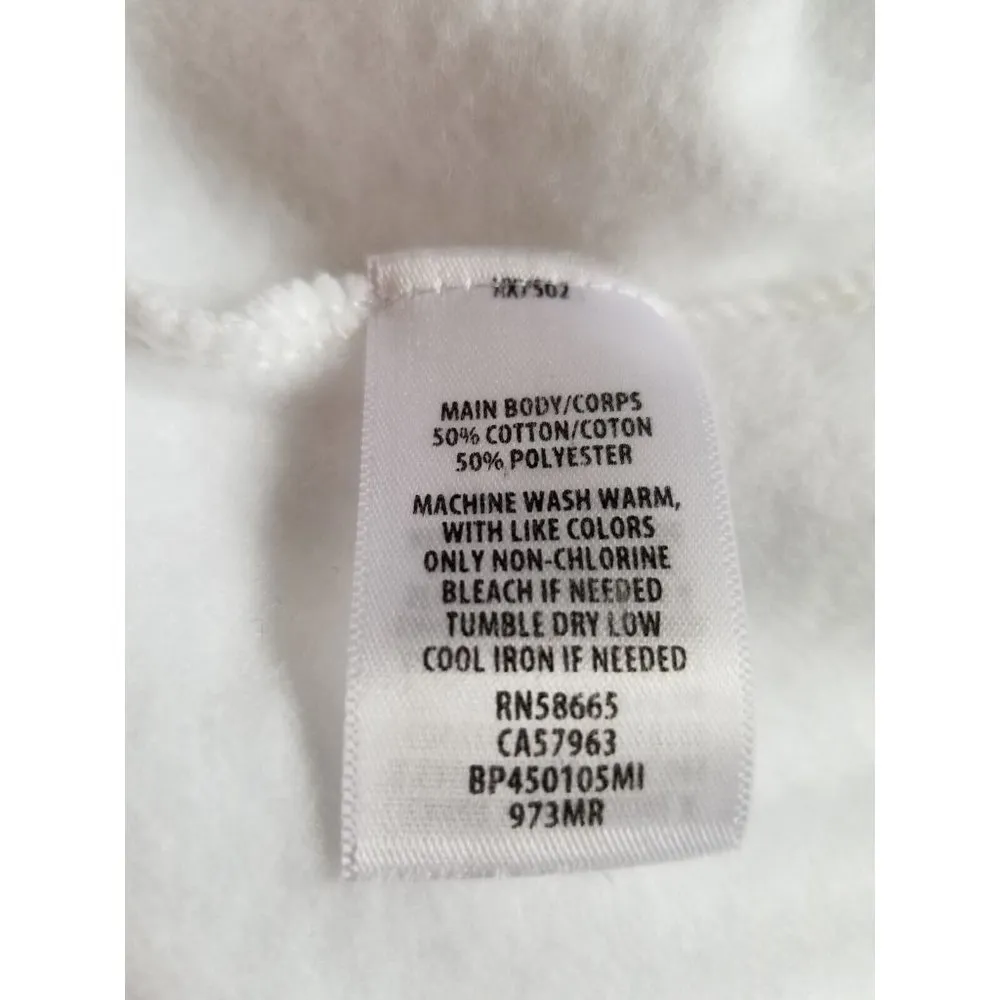 MAIN BODY/CORPS
50% COTTON/COTON
50% POLYESTER
MACHINE WASH WARM,
WITH LIKE COLORS
ONLY NON-CHLORINE
BLEACH IF NEEDED
TUMBLE DRY LOW
COOL IRON IF NEEDED
RN58665
CA57963
BP450105MI
973MR